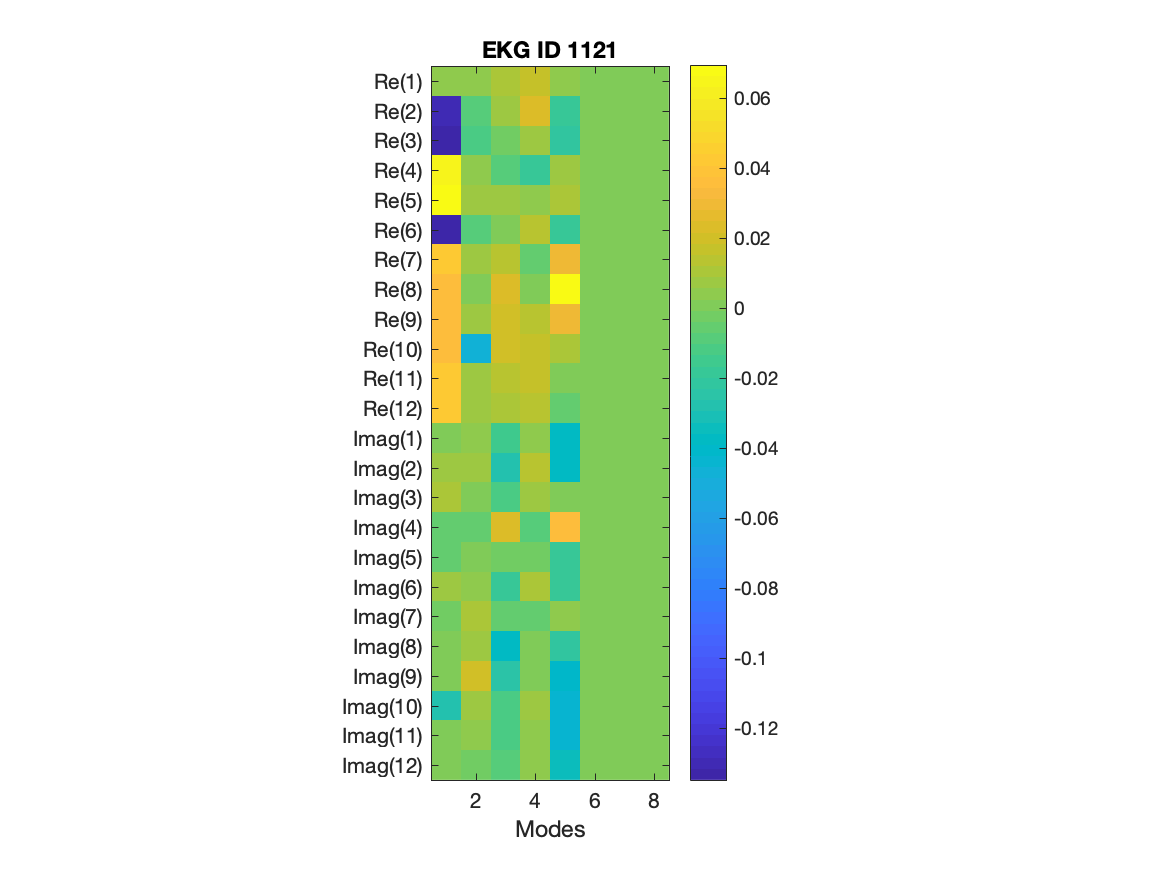 EKG ID 1121
Re(1)
Re(2)
Re(3)
Re(4)
Re(5)
Re(6)
Re(7)
Re(8)
Re(9)
Re(10)
Re(11)
Re(12)
Imag(1)
Imag(2)
Imag(3)
Imag(4)
Imag(5)
Imag(6)
Imag(7)
Imag(8)
Imag(9)
Imag(10)
Imag(11)
Imag(12)
2 4 6 8
Modes
0.06
0.04
0.02
0
-0.02
-0.04
-0.06
-0.08
-0.1
-0.12